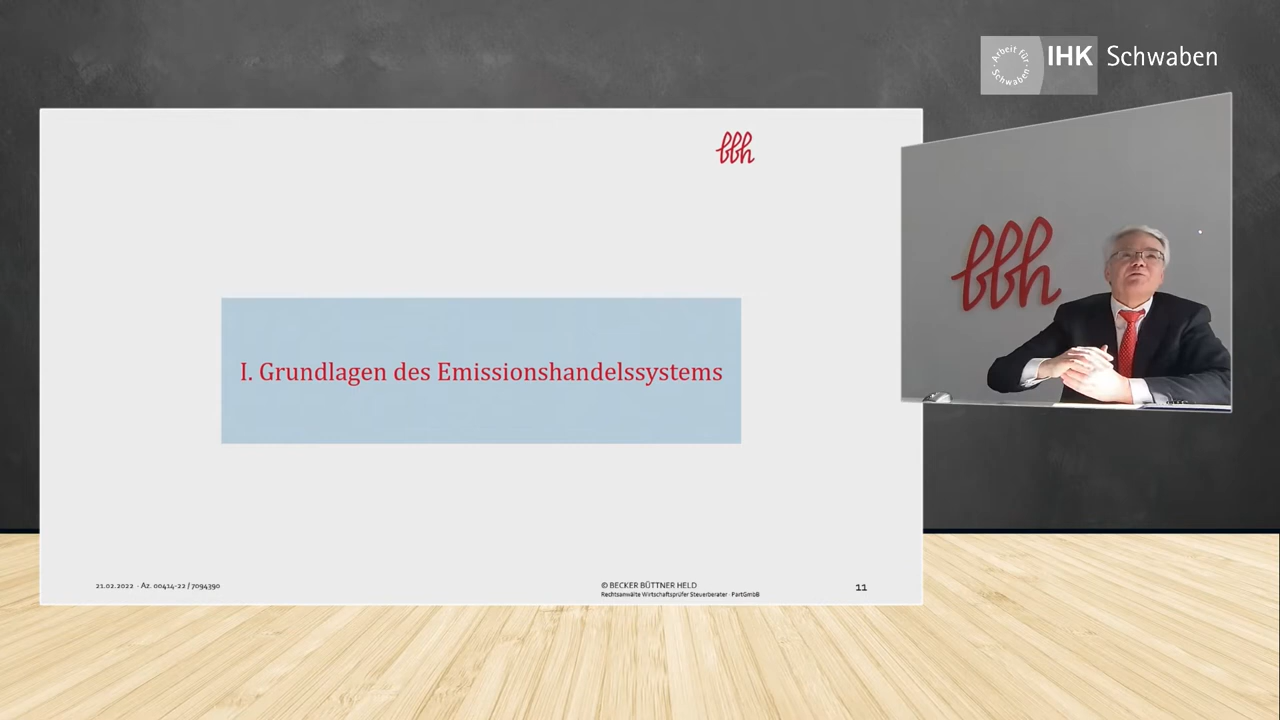 Arbeit für Schwaben
IHK Schwaben
bbh
bbh
I. Grundlagen des Emissionshandelssystems
21.02.2022 · Az. 00414-22 / 7094390
© BECKER BÜTTNER HELD
Rechtsanwälte Wirtschaftsprüfer Steuerberater · PartGmbB
11